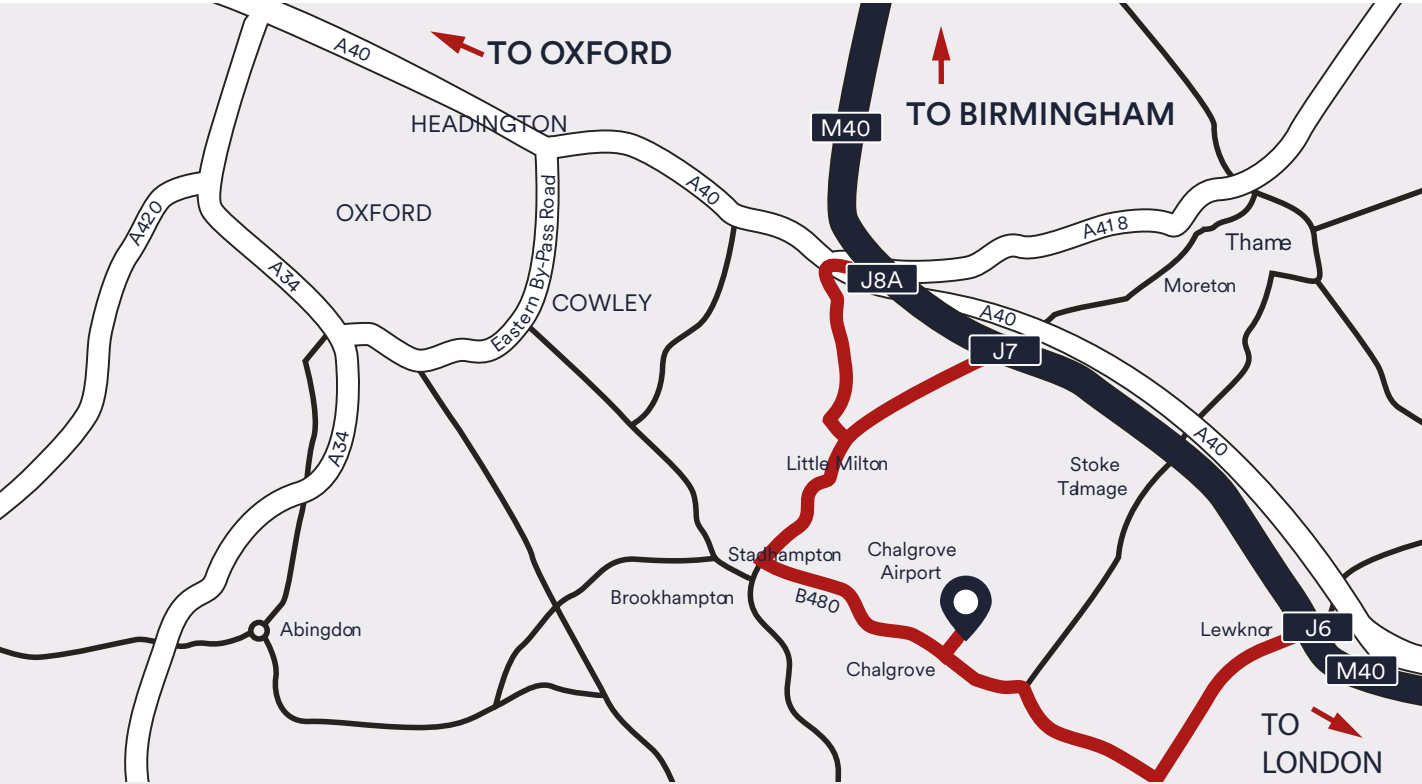 A40
TO OXFORD
HEADINGTON
M40
TO BIRMINGHAM
A420
OXFORD
Eastern By-Pass Road
A40
A418
Thame
A34
COWLEY
J8A
Moreton
A40
J7
A34
Little Milton
Stoke
Talmage
A40
Stadhampton
Chalgrove
Airport
Brookhampton
B480
Abingdon
Lewknor
J6
Chalgrove
M40
TO
LONDON